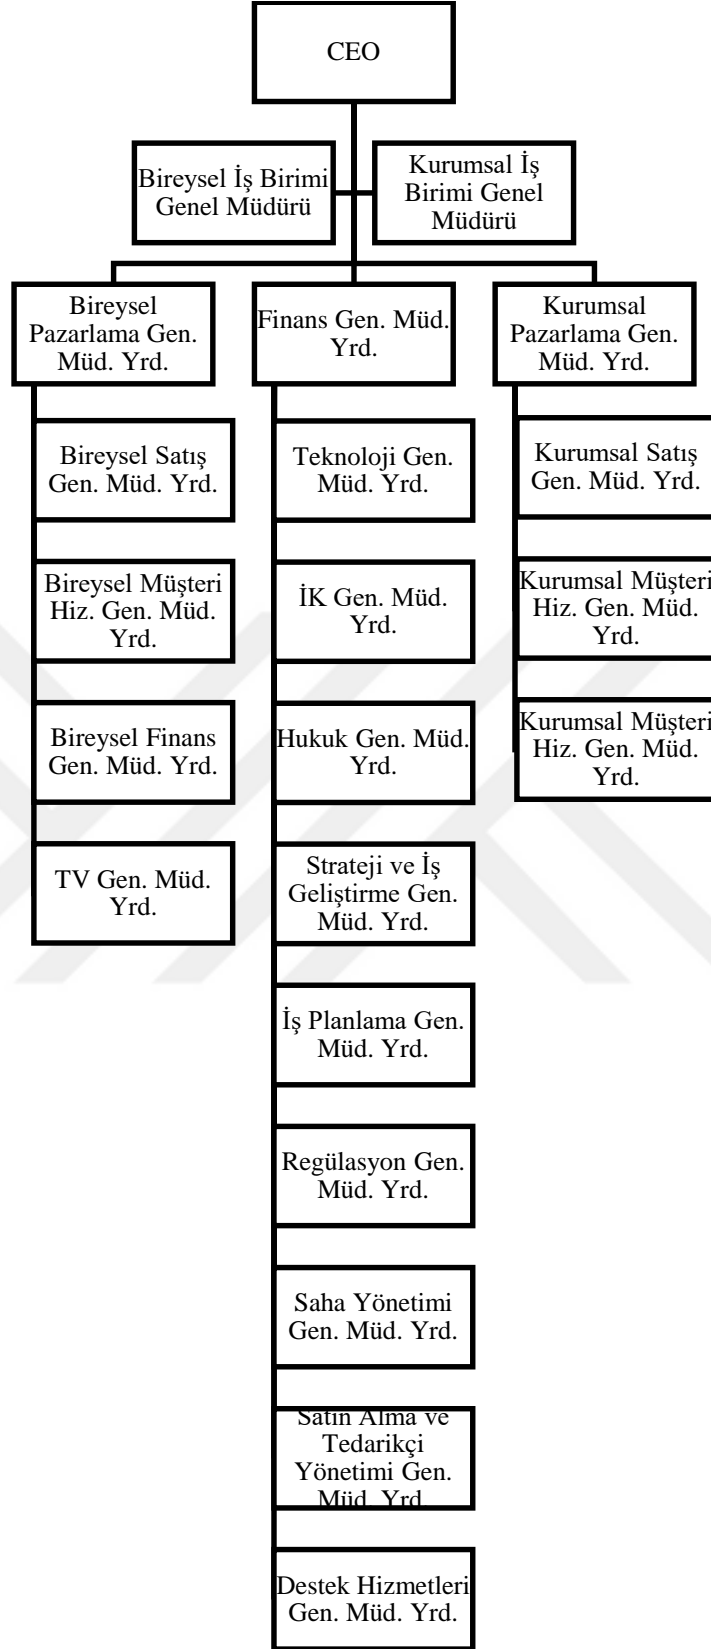 CEO
Bireysel İş Birimi
Genel Müdürü
Kurumsal İş
Birimi Genel
Müdürü
Bireysel
Pazarlama Gen.
Müd. Yrd.
Finans Gen. Müd.
Yrd.
Kurumsal
Pazarlama Gen.
Müd. Yrd.
Bireysel Satış
Gen. Müd. Yrd.
Bireysel Müşteri
Hiz. Gen. Müd.
Yrd.
Bireysel Finans
Gen. Müd. Yrd.
TV Gen. Müd.
Yrd.
Teknoloji Gen.
Müd. Yrd.
İK Gen. Müd.
Yrd.
Hukuk Gen. Müd.
Yrd.
Strateji ve İş
Geliştirme Gen.
Müd. Yrd.
İş Planlama Gen.
Müd. Yrd.
Regülasyon Gen.
Müd. Yrd.
Saha Yönetimi
Gen. Müd. Yrd.
Satın Alma ve
Tedarikçi
Yönetimi Gen.
Müd. Yrd.
Destek Hizmetleri
Gen. Müd. Yrd.
Kurumsal Satış
Gen. Müd. Yrd.
Kurumsal Müşteri
Hiz. Gen. Müd.
Yrd.
Kurumsal Müşteri
Hiz. Gen. Müd.
Yrd.